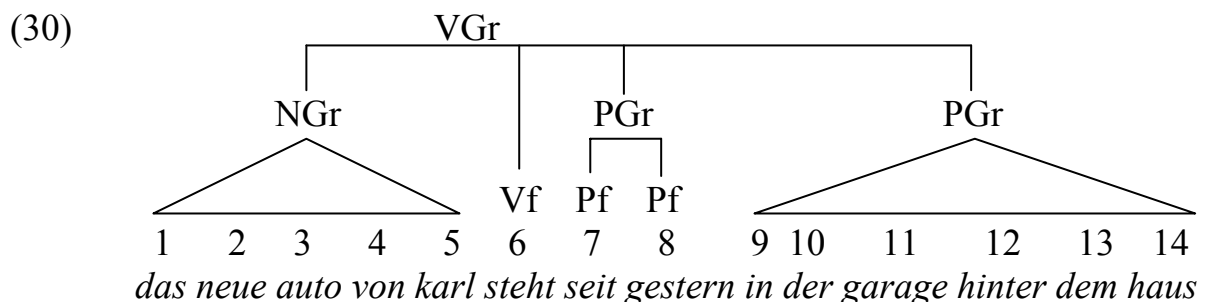 (30) VGr
NGr PGr PGr
Vf Pf Pf
1 2 3 4 5 6 7 8 9 10 11 12 13 14
das neue auto von karl steht seit gestern in der garage hinter dem haus